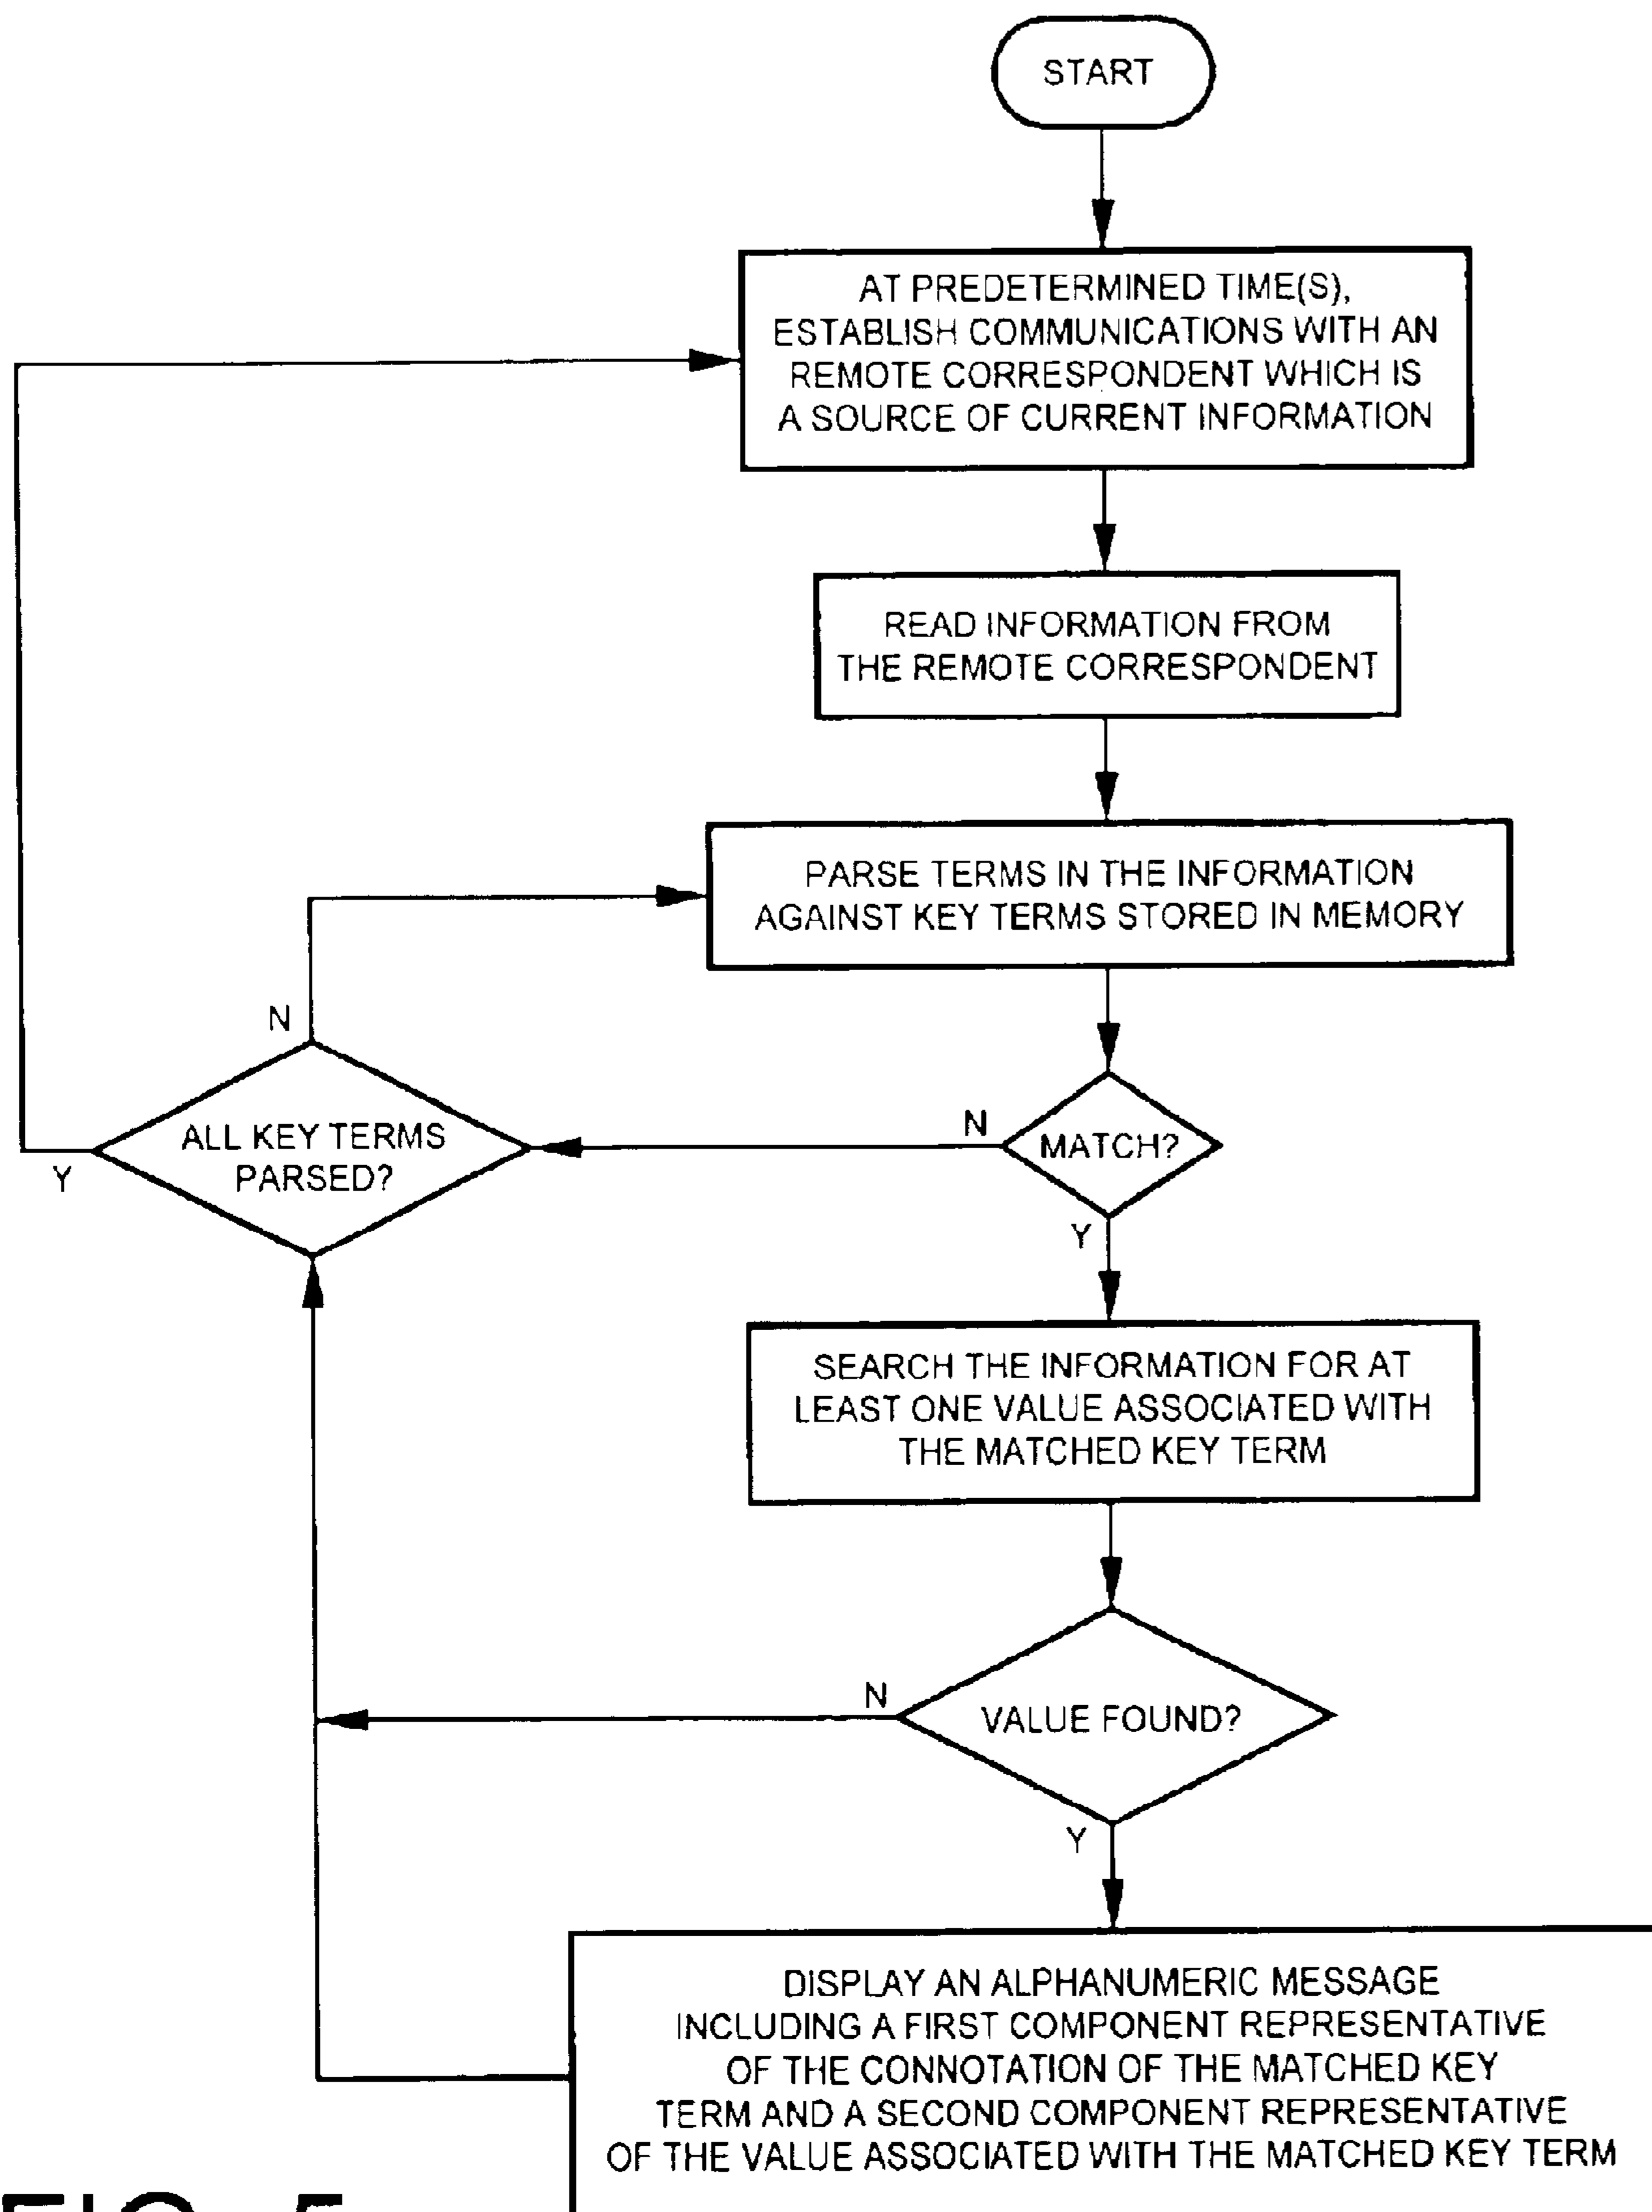 START
AT PREDETERMINED TIME(S),
ESTABLISH COMMUNICATIONS WITH AN
REMOTE CORRESPONDENT WHICH IS
A SOURCE OF CURRENT INFORMATION
READ INFORMATION FROM
THE REMOTE CORRESPONDENT
PARSE TERMS IN THE INFORMATION
AGAINST KEY TERMS STORED IN MEMORY
N
ALL KEY TERMS
PARSED?
Y
N
MATCH?
Y
SEARCH THE INFORMATION FOR AT
LEAST ONE VALUE ASSOCIATED WITH
THE MATCHED KEY TERM
N
VALUE FOUND?
Y
DISPLAY AN ALPHANUMERIC MESSAGE
INCLUDING A FIRST COMPONENT REPRESENTATIVE
OF THE CONNOTATION OF THE MATCHED KEY
TERM AND A SECOND COMPONENT REPRESENTATIVE
OF THE VALUE ASSOCIATED WITH THE MATCHED KEY TERM